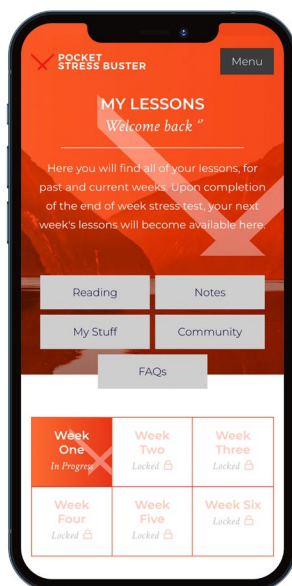 POCKET
STRESS BUSTER
Menu
MY LESSONS
Welcome back “
Here you will find all of your lessons, for
past and current weeks. Upon completion
of the end of week stress test, your next
week's lessons will become available here.
Reading
Notes
My Stuff
Community
FAQs
Week
One
In Progress
Week
Two
Locked
Week
Three
Locked
Week
Four
Locked
Week
Five
Locked
Week Six
Locked